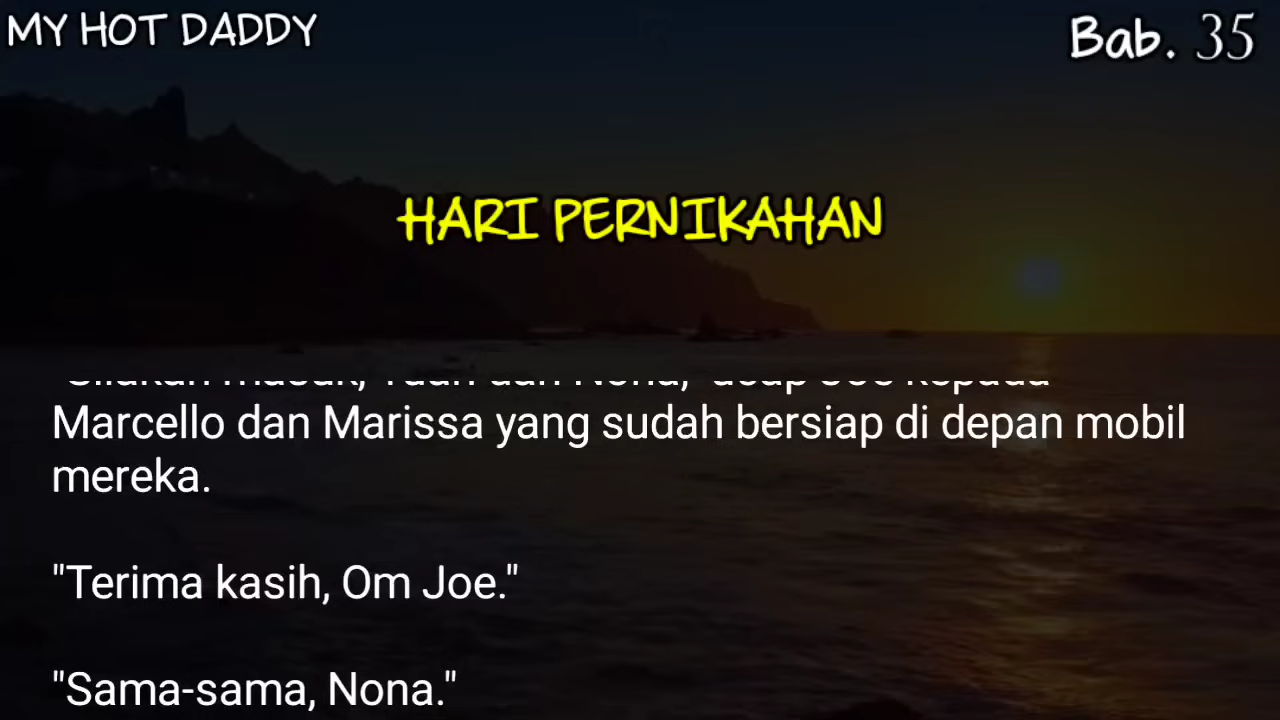 MY HOT DADDY
Bab. 35
HARI PERNIKAHAN
Marcello dan Marissa yang sudah bersiap di depan mobil
mereka.
"Terima kasih, Om Joe."
"Sama-sama, Nona."